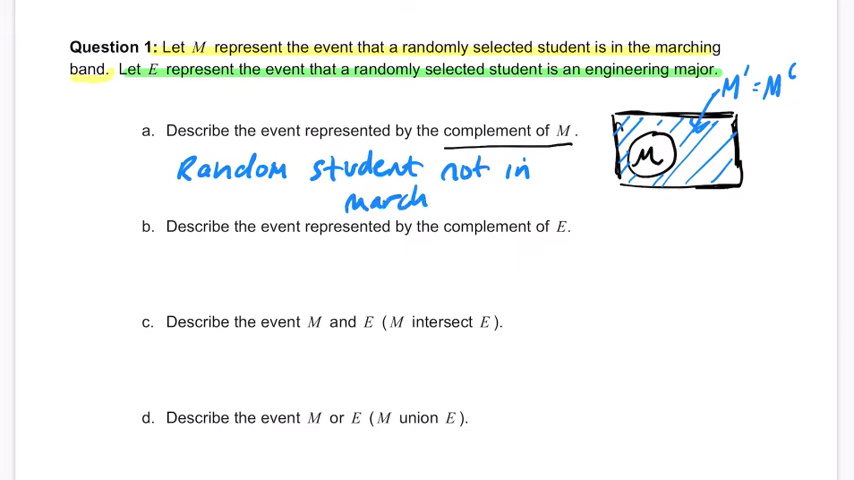 Question 1: Let M represent the event that a randomly selected student is in the marching
band. Let E represent the event that a randomly selected student is an engineering major.
M' = M^C
a. Describe the event represented by the complement of M.
M
Random student not in
march
b. Describe the event represented by the complement of E.
c. Describe the event M and E (M intersect E).
d. Describe the event M or E (M union E).